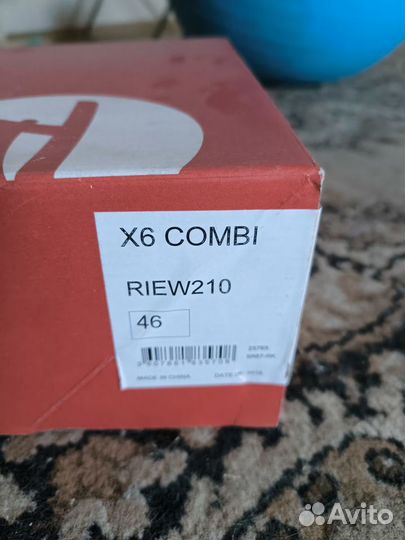 X6 COMBI
RIEW210
46
MADE IN CHINA
Avito